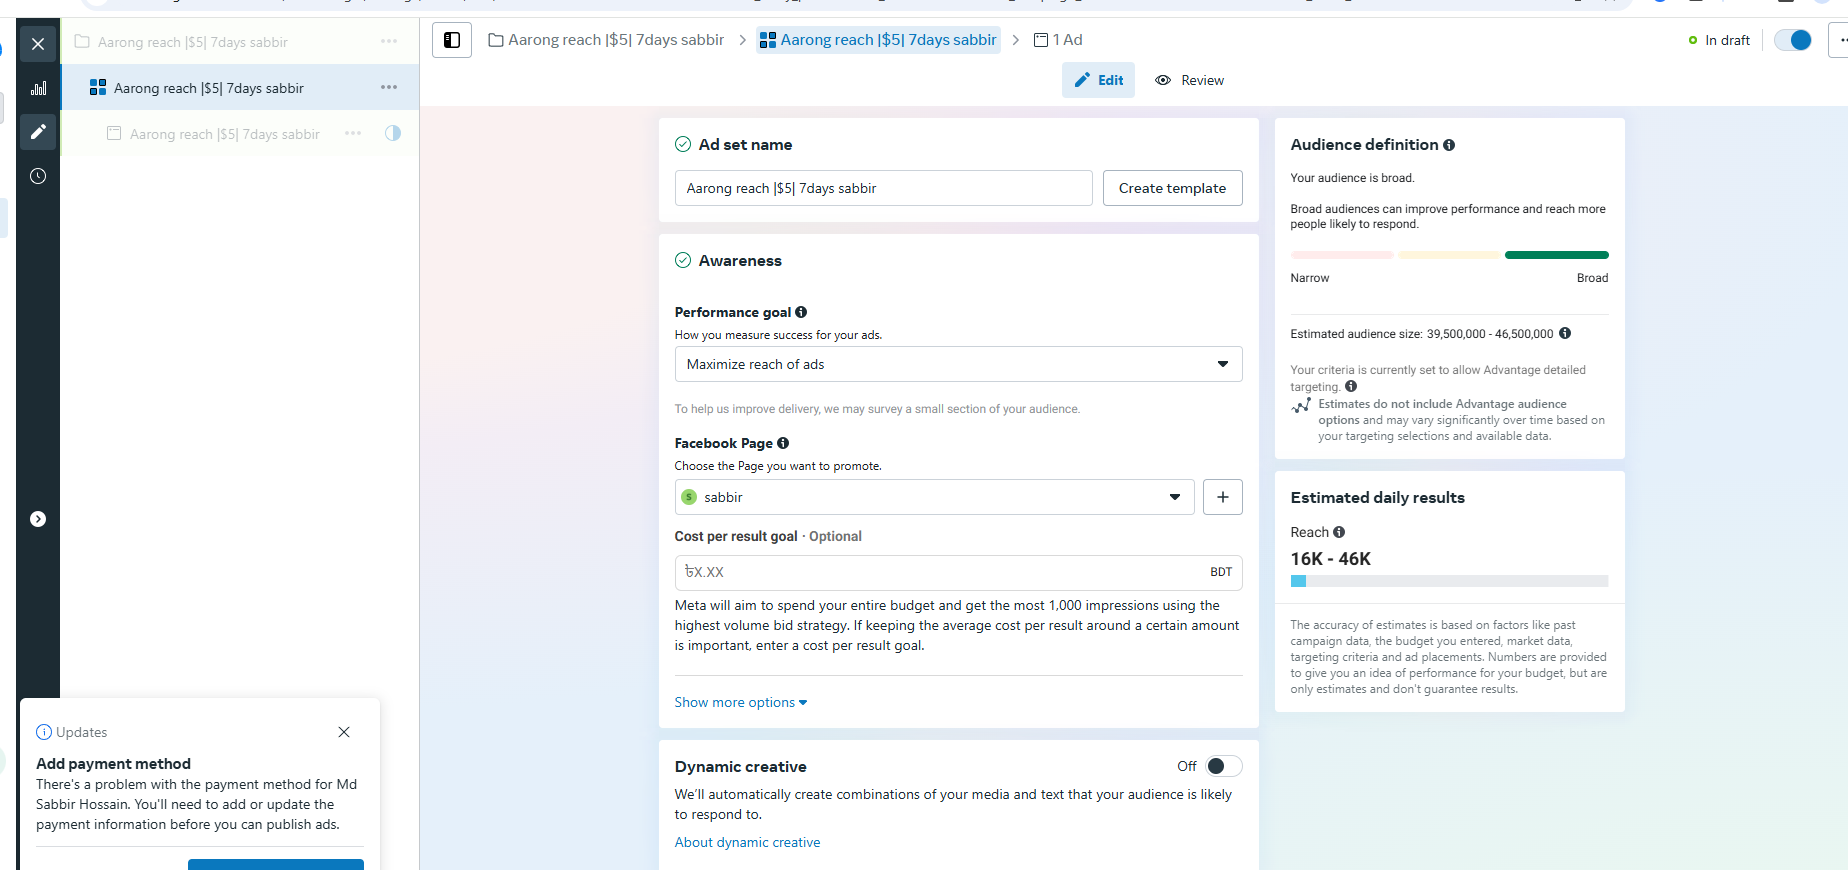 Aarong reach |$5| 7days sabbir
Aarong reach |$5| 7days sabbir
Aarong reach |$5| 7days sabbir
Aarong reach |$5| 7days sabbir
Aarong reach |$5| 7days sabbir
1 Ad
In draft
Edit
Review
Ad set name
Aarong reach |$5| 7days sabbir
Create template
Awareness
Performance goal
How you measure success for your ads.
Maximize reach of ads
To help us improve delivery, we may survey a small section of your audience.
Facebook Page
Choose the Page you want to promote.
S sabbir
Cost per result goal · Optional
৳X.XX
BDT
Meta will aim to spend your entire budget and get the most 1,000 impressions using the
highest volume bid strategy. If keeping the average cost per result around a certain amount
is important, enter a cost per result goal.
Show more options
Dynamic creative
Off
We'll automatically create combinations of your media and text that your audience is likely
to respond to.
About dynamic creative
Audience definition
Your audience is broad.
Broad audiences can improve performance and reach more
people likely to respond.
Narrow
Broad
Estimated audience size: 39,500,000 - 46,500,000
Your criteria is currently set to allow Advantage detailed
targeting.
Estimates do not include Advantage audience
options and may vary significantly over time based on
your targeting selections and available data.
Estimated daily results
Reach
16K - 46K
The accuracy of estimates is based on factors like past
campaign data, the budget you entered, market data,
targeting criteria and ad placements. Numbers are provided
to give you an idea of performance for your budget, but are
only estimates and don't guarantee results.
Updates
Add payment method
There's a problem with the payment method for Md
Sabbir Hossain. You'll need to add or update the
payment information before you can publish ads.